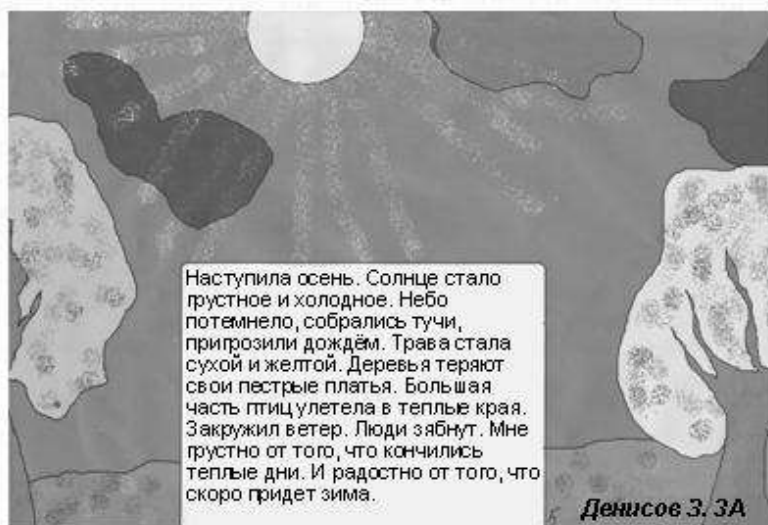 Наступила осень. Солнце стало
грустное и холодное. Небо
потемнело, собрались тучи,
пригрозили дождём. Трава стала
сухой и желтой. Деревья теряют
свои пестрые платья. Большая
часть птиц улетела в теплые края.
Закружил ветер. Люди зябнут. Мне
грустно от того, что кончились
теплые дни. И радостно от того, что
скоро придет зима.
Денисов З. 3А